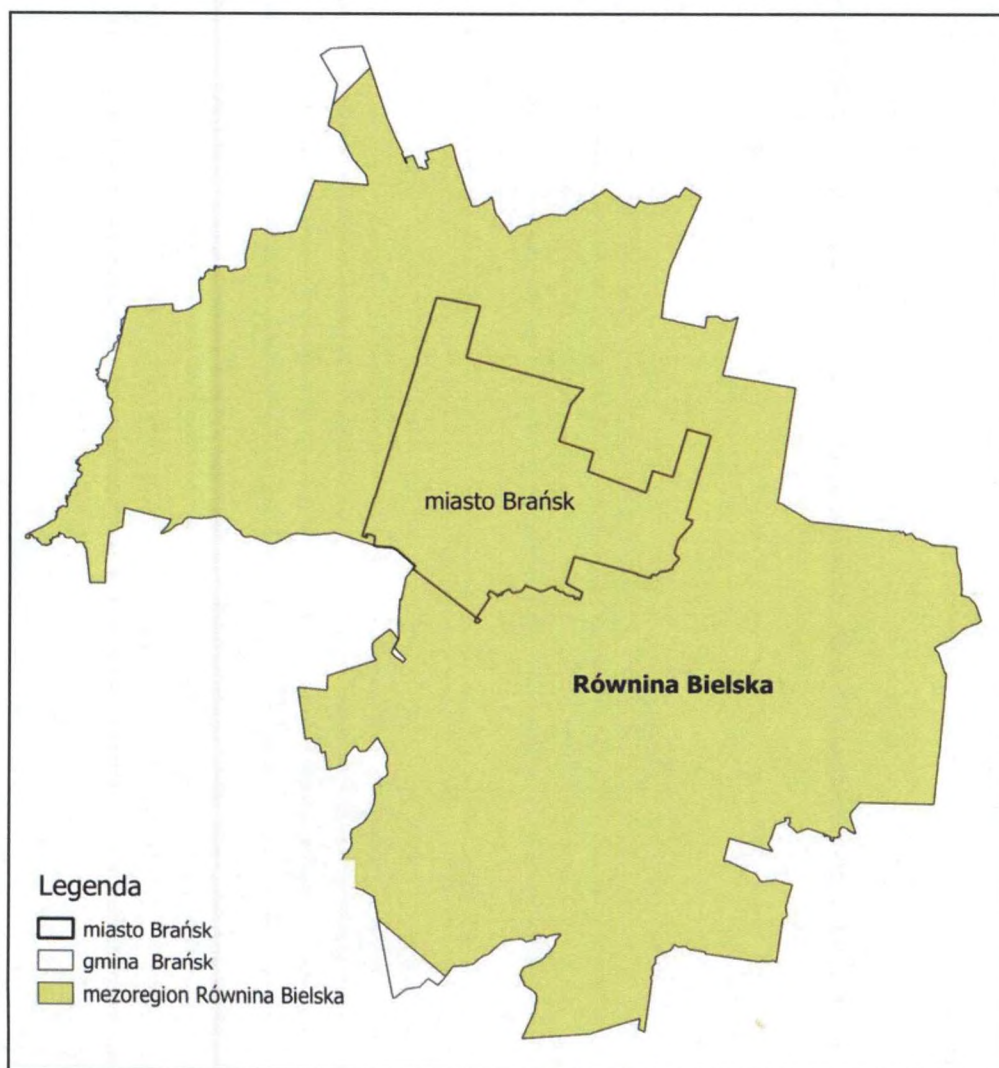 miasto Brańsk
Równina Bielska
Legenda
miasto Brańsk
gmina Brańsk
mezoregion Równina Bielska